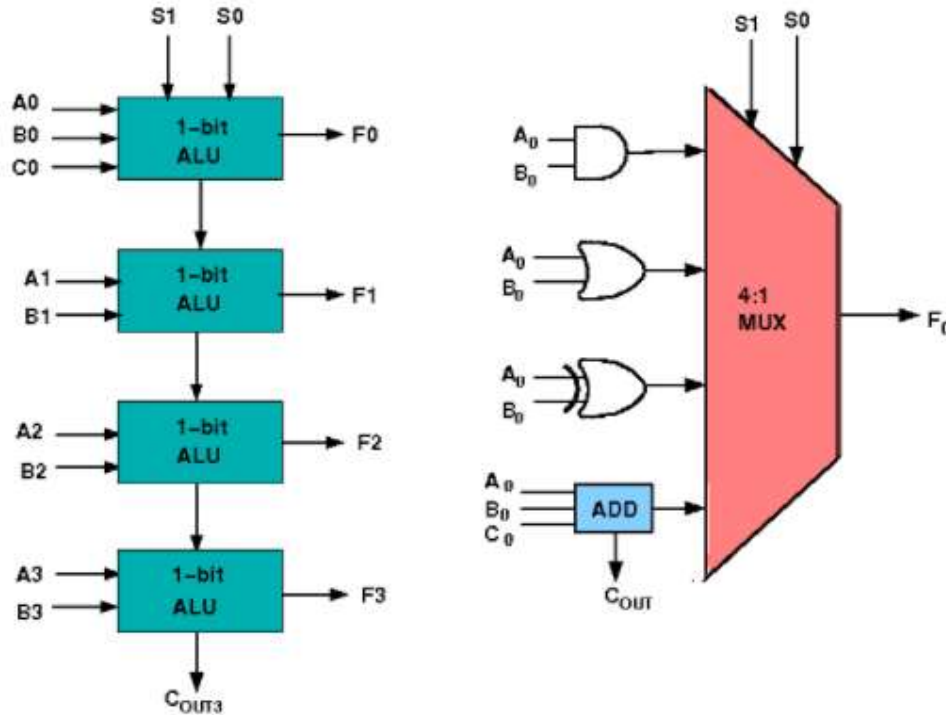 S1 S0
A0
B0
C0
1-bit
ALU
F0
A1
B1
1-bit
ALU
F1
A2
B2
1-bit
ALU
F2
A3
B3
1-bit
ALU
F3
COUT3
S1 S0
A0
B0
A0
B0
A0
B0
A0
B0
C0
ADD
COUT
4:1
MUX
F0